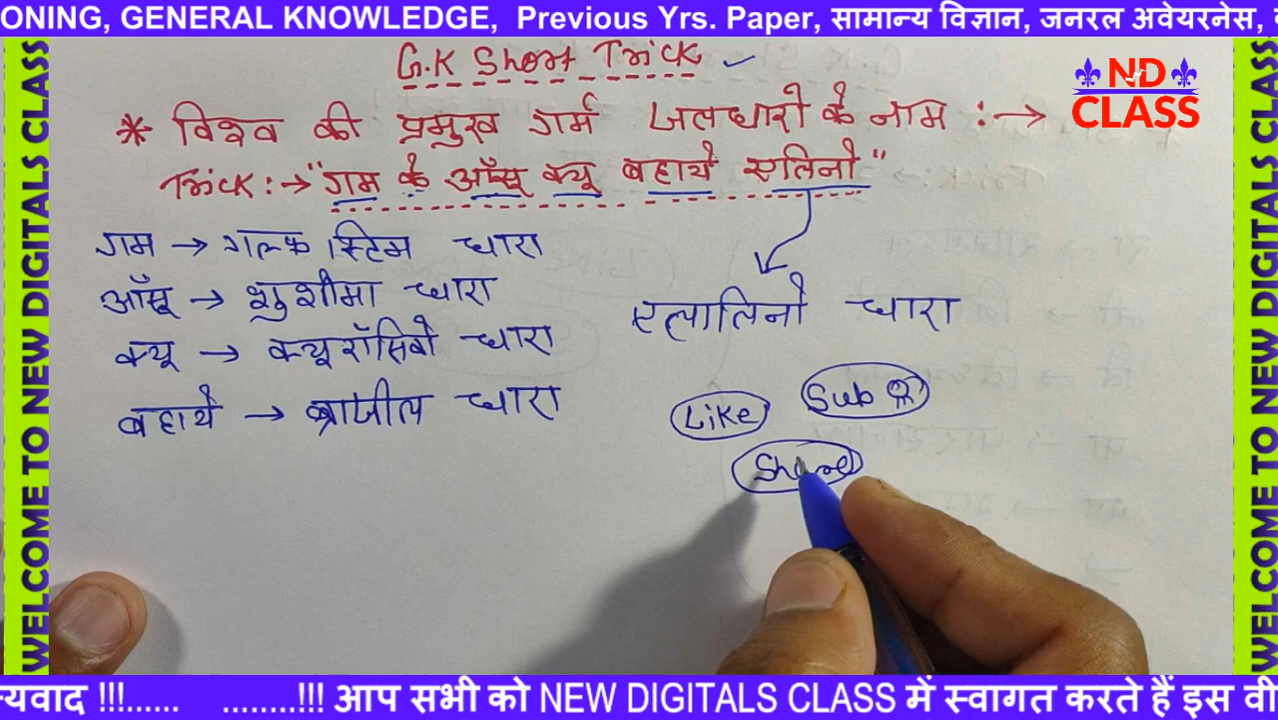 ONING, GENERAL KNOWLEDGE, Previous Yrs. Paper, सामान्य विज्ञान, जनरल अवेयरनेस,
G.K Short Trick
ND
CLASS
* विश्व की प्रमुख गर्म जलधारो के नाम :→
Trick :→ "गम के आँसू क्यू बहाये एलिनो"
गम → गल्फ स्ट्रिम धारा
आँसू → शुशीमा धारा
एलालिनो धारा
क्यू → क्यूरॉसिवो धारा
बहाये → ब्राजील धारा
Like
Sub
Share
WELCOME TO NEW DIGITALS CLASS
WELCOME TO NEW DIGITALS CLASS
न्यवाद !!!...... ........!!! आप सभी को NEW DIGITALS CLASS में स्वागत करते हैं इस वी